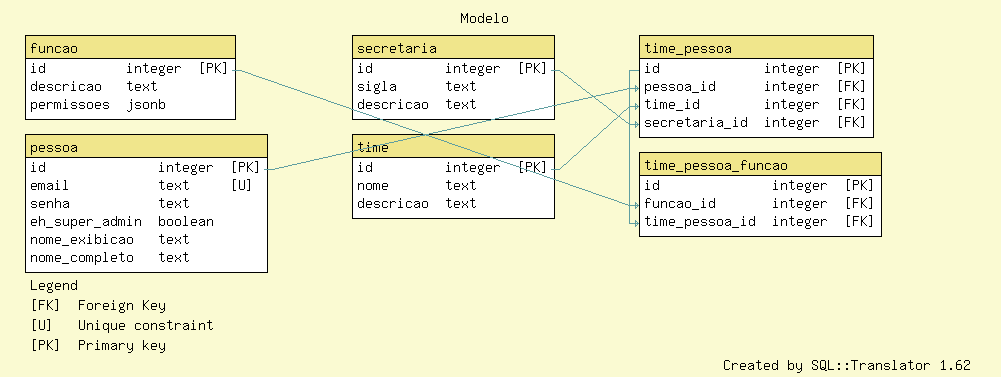 Modelo
funcao
id integer [PK]
descricao text
permissoes jsonb
secretaria
id integer [PK]
sigla text
descricao text
time_pessoa
id integer [PK]
pessoa_id integer [FK]
time_id integer [FK]
secretaria_id integer [FK]
pessoa
id integer [PK]
email text [U]
senha text
eh_super_admin boolean
nome_exibicao text
nome_completo text
time
id integer [PK]
nome text
descricao text
time_pessoa_funcao
id integer [PK]
funcao_id integer [FK]
time_pessoa_id integer [FK]
Legend
[FK] Foreign Key
[U] Unique constraint
[PK] Primary key
Created by SQL::Translator 1.62